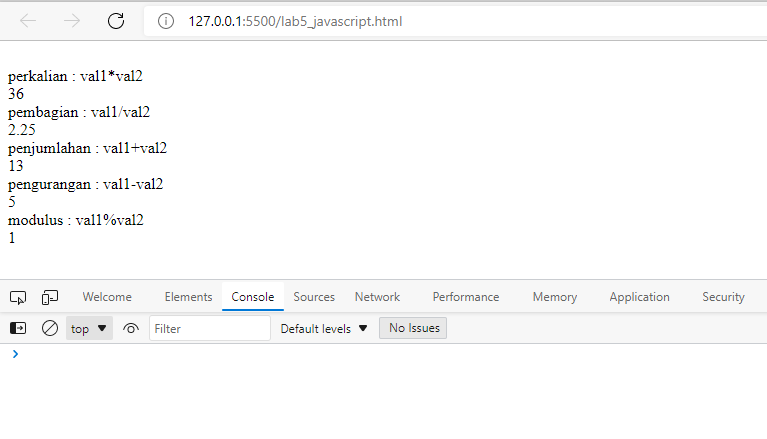 127.0.0.1:5500/lab5_javascript.html
perkalian : val1*val2
36
pembagian : val1/val2
2.25
penjumlahan : val1+val2
13
pengurangan : val1-val2
5
modulus : val1%val2
1
Welcome Elements Console Sources Network Performance Memory Application Security
top Filter Default levels No Issues